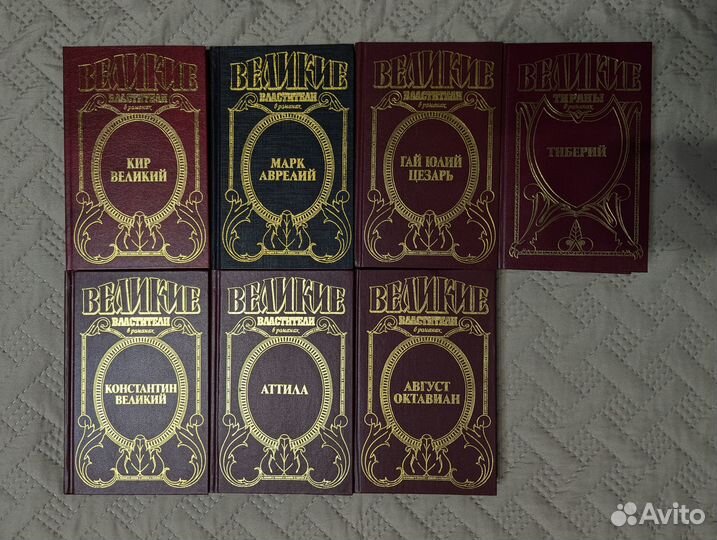 ВЕЛИКИЕ
ВЛАСТИТЕЛИ
в романах
КИР
ВЕЛИКИЙ
ВЕЛИКИЕ
ВЛАСТИТЕЛИ
в романах
МАРК
АВРЕЛИЙ
ВЕЛИКИЕ
ВЛАСТИТЕЛИ
в романах
ГАЙ ЮЛИЙ
ЦЕЗАРЬ
ВЕЛИКИЕ
ТИРАНЫ
в романах
ТИБЕРИЙ
ВЕЛИКИЕ
ВЛАСТИТЕЛИ
в романах
КОНСТАНТИН
ВЕЛИКИЙ
ВЕЛИКИЕ
ВЛАСТИТЕЛИ
в романах
АТТИЛА
ВЕЛИКИЕ
ВЛАСТИТЕЛИ
в романах
АВГУСТ
ОКТАВИАН
Avito